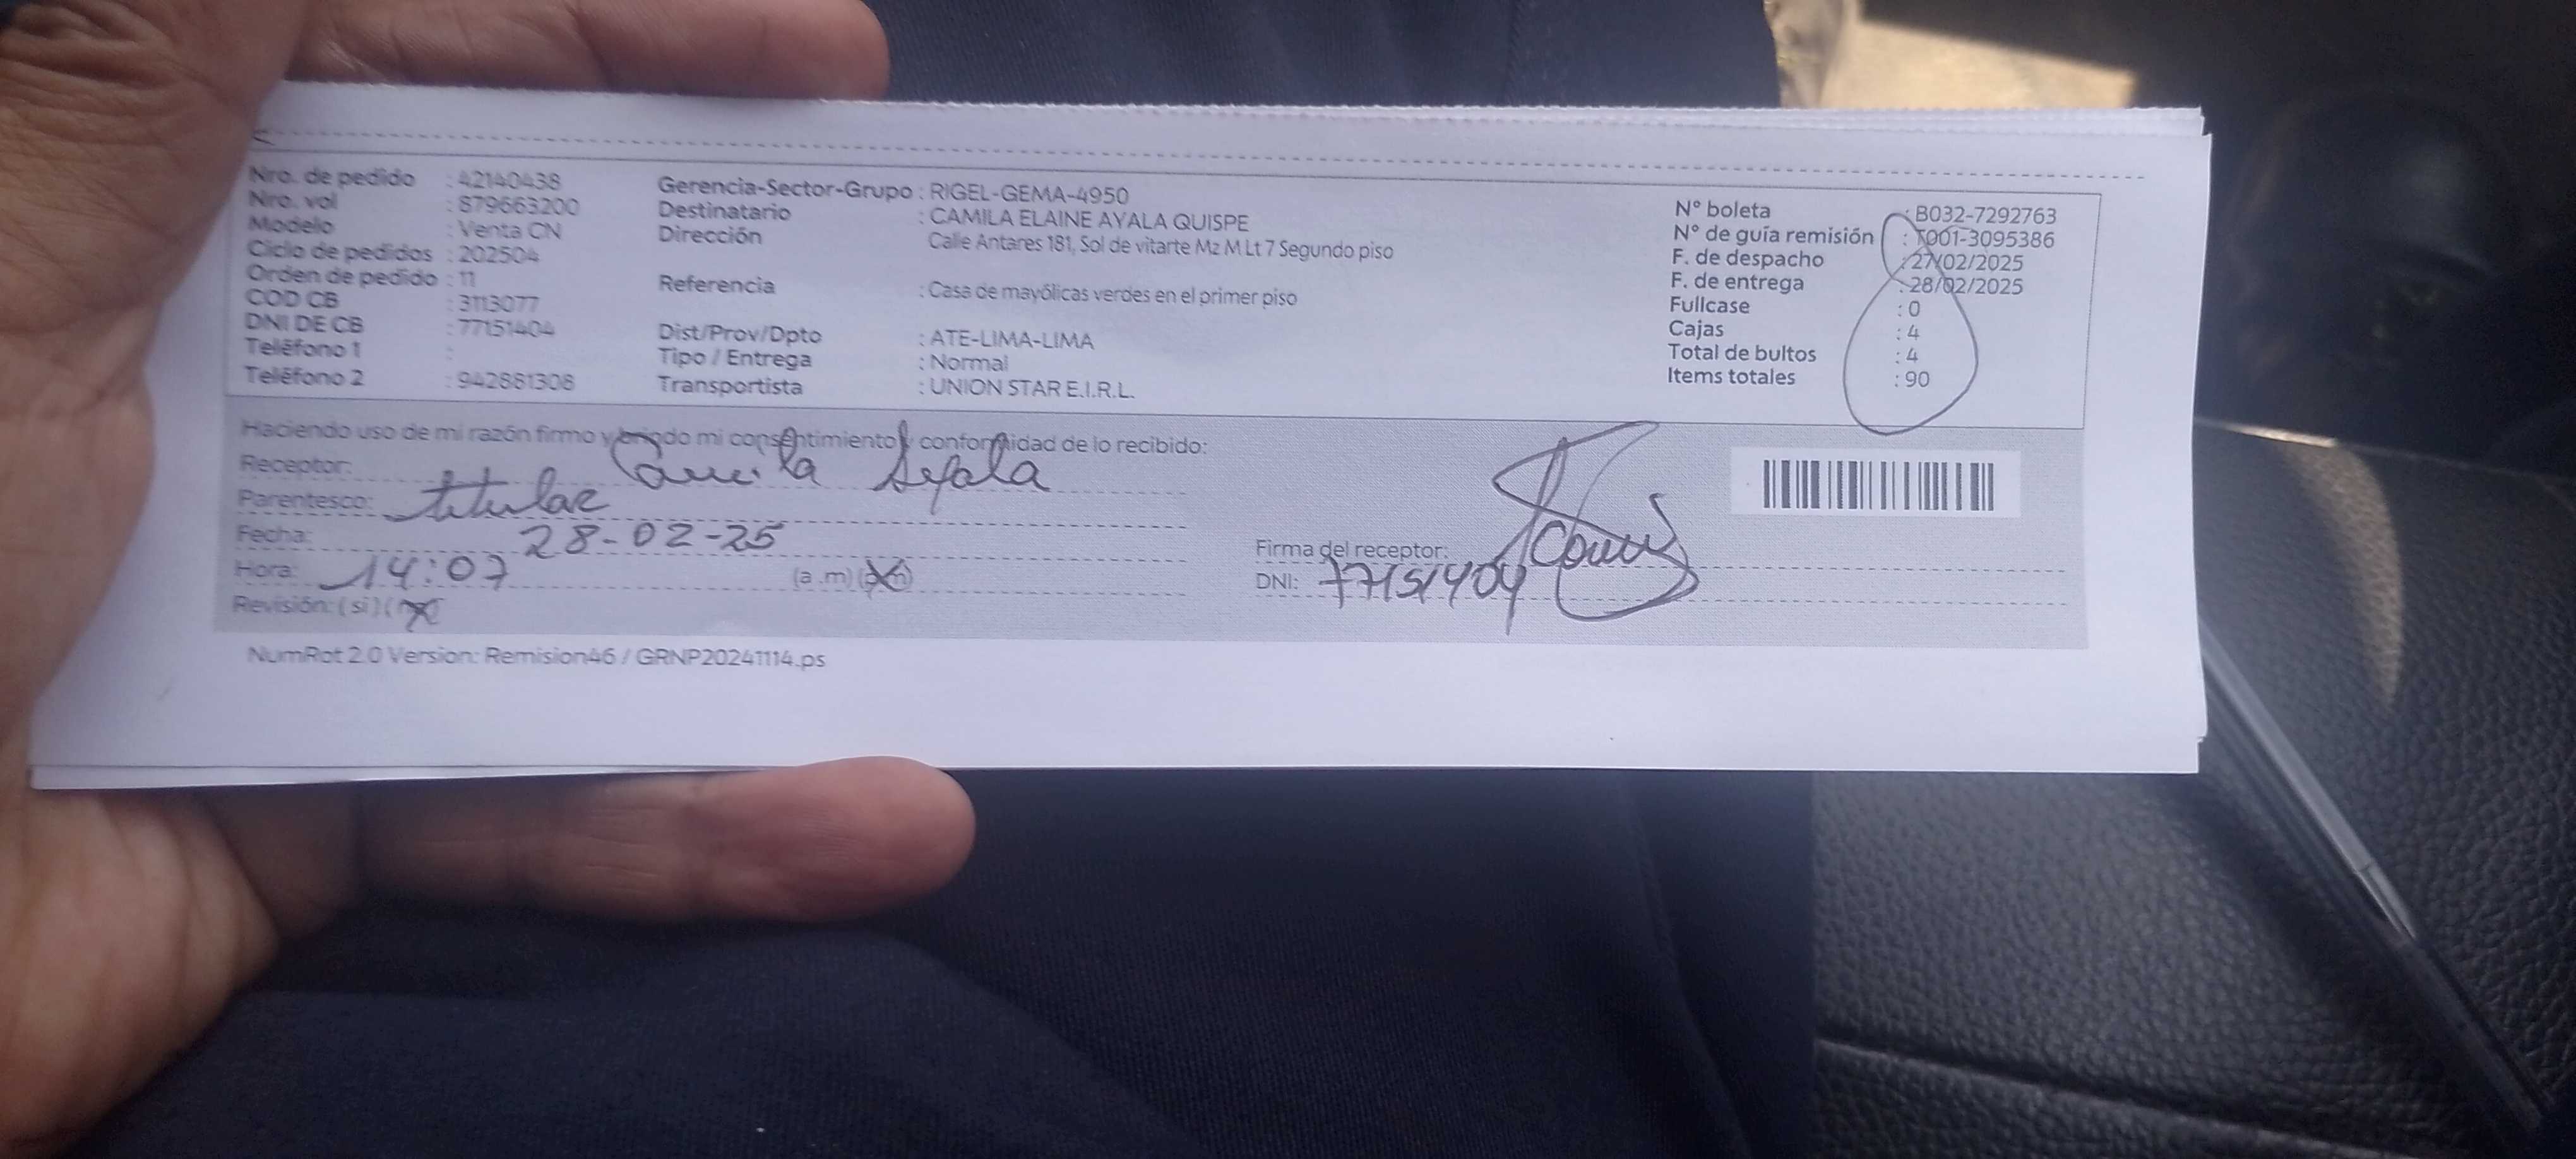 Nro. de pedido : 42140438
Nro. vol : 879663200
Modelo : Venta CN
Ciclo de pedidos : 202504
Orden de pedido : 11
COD CB : 3113077
DNI DE CB : 77151404
Teléfono 1 :
Teléfono 2 : 942881308
Gerencia-Sector-Grupo : RIGEL-GEMA-4950
Destinatario : CAMILA ELAINE AYALA QUISPE
Dirección Calle Antares 181, Sol de vitarte Mz M Lt 7 Segundo piso
Referencia : Casa de mayólicas verdes en el primer piso
Dist/Prov/Dpto : ATE-LIMA-LIMA
Tipo / Entrega : Normal
Transportista : UNION STAR E.I.R.L.
N° boleta : B032-7292763
N° de guía remisión : T001-3095386
F. de despacho : 27/02/2025
F. de entrega : 28/02/2025
Fullcase : 0
Cajas : 4
Total de bultos : 4
Items totales : 90
Haciendo uso de mi razón firmo y brindo mi consentimiento y conformidad de lo recibido:
Receptor: Camila Ayala
Parentesco: titular
Fecha: 28-02-25
Hora: 14:07 (a .m) (p.m)
Revisión: ( si ) ( no )
Firma del receptor:
DNI: 77151404
NumRot 2.0 Version: Remision46 / GRNP20241114.ps